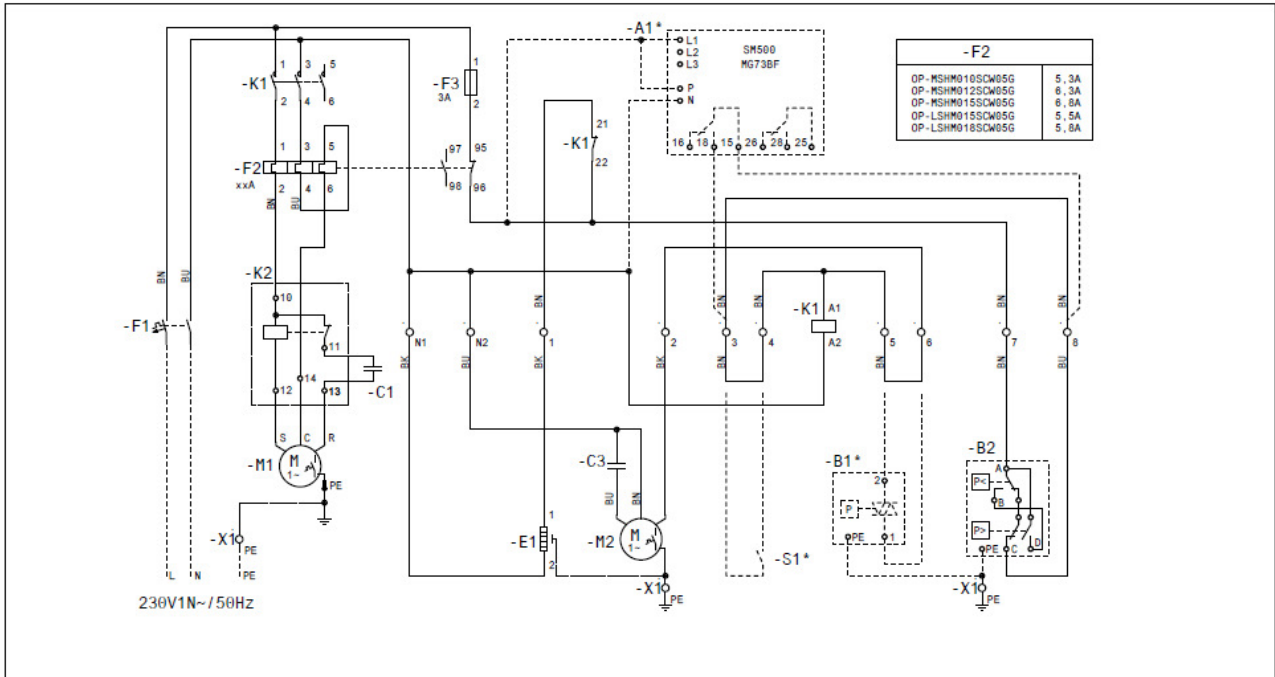 -A1*
L1
L2
L3
SM500
MG73BF
P
N
16 18 15 26 28 25
-F2
OP-MSHM010SCW05G 5,3A
OP-MSHM012SCW05G 6,3A
OP-MSHM015SCW05G 6,8A
OP-LSHM015SCW05G 5,5A
OP-LSHM018SCW05G 5,8A
1 3 5
-K1
2 4 6
1
-F3
3A
2
21
-K1
22
1 3 5
-F2
xxA
2 4 6
BN BU
97 95
98 96
BN BU
-F1
-K2
10
11
12 14 13
-C1
S C R
-M1
M
1~
PE
-X1
PE
L N PE
230V1N~/50Hz
BN BN BN BN BN BN
-K1 A1
A2
N1 N2 1 2 3 4 5 6 7 8
BK BU BK BK BN BN BN BU
-C3
BU BN
1
-E1
2
-M2
M
1~
-X1
PE
-S1*
-B1*
2
P
PE 1
-B2
A
P<
B
P>
PE C D
-X1
PE